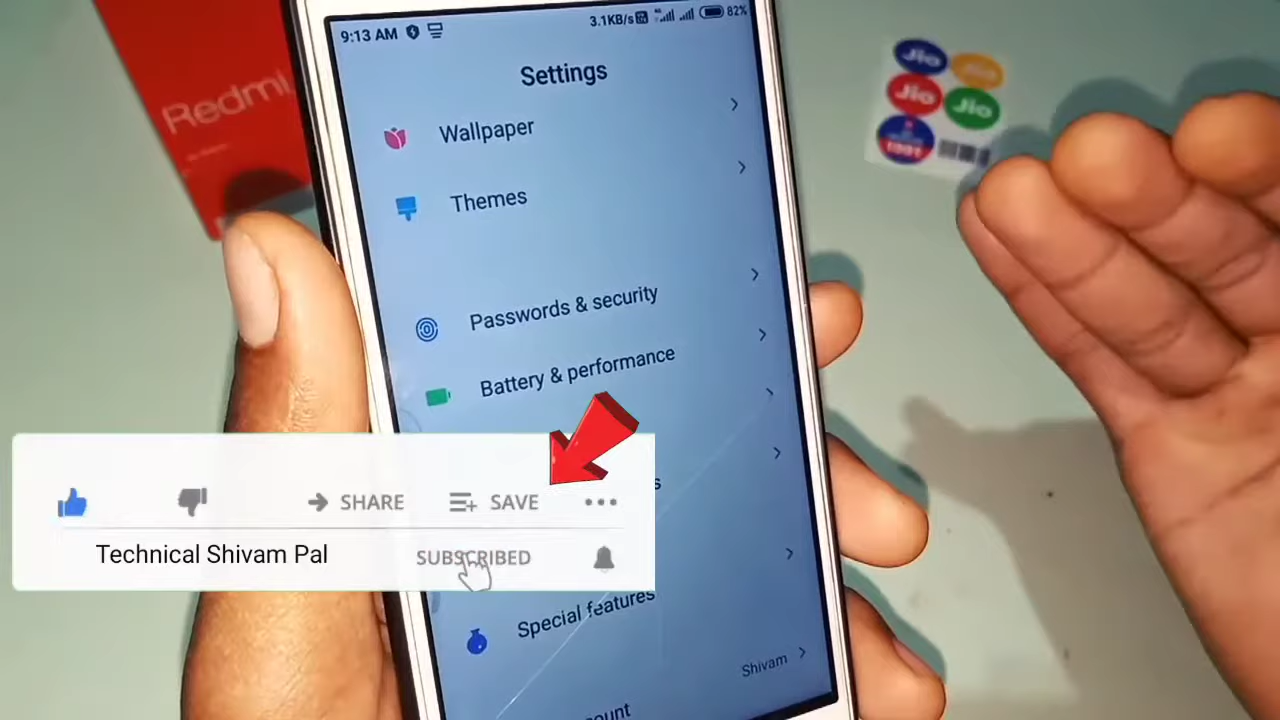 9:13 AM
3.1KB/s
82%
Settings
Redmi
Wallpaper
Themes
Jio
Jio
Jio
Passwords & security
Battery & performance
s
SHARE
SAVE
Technical Shivam Pal
SUBSCRIBED
Special features
Shivam
ount